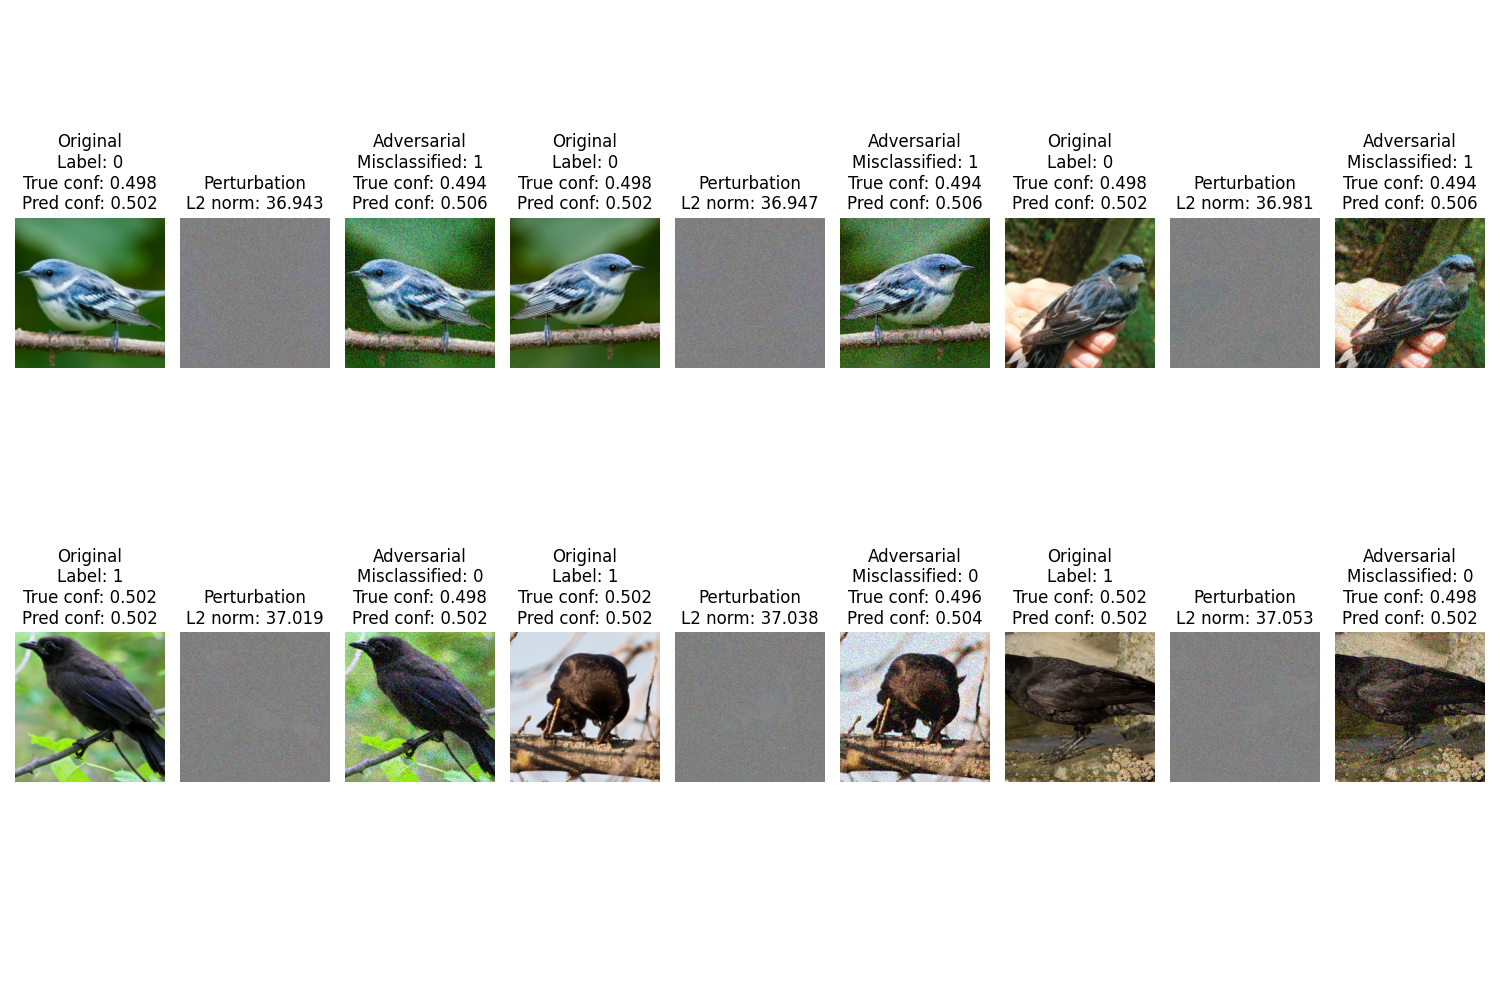 Original
Label: 0
True conf: 0.498
Pred conf: 0.502
Perturbation
L2 norm: 36.943
Adversarial
Misclassified: 1
True conf: 0.494
Pred conf: 0.506
Original
Label: 0
True conf: 0.498
Pred conf: 0.502
Perturbation
L2 norm: 36.947
Adversarial
Misclassified: 1
True conf: 0.494
Pred conf: 0.506
Original
Label: 0
True conf: 0.498
Pred conf: 0.502
Perturbation
L2 norm: 36.981
Adversarial
Misclassified: 1
True conf: 0.494
Pred conf: 0.506
Original
Label: 1
True conf: 0.502
Pred conf: 0.502
Perturbation
L2 norm: 37.019
Adversarial
Misclassified: 0
True conf: 0.498
Pred conf: 0.502
Original
Label: 1
True conf: 0.502
Pred conf: 0.502
Perturbation
L2 norm: 37.038
Adversarial
Misclassified: 0
True conf: 0.496
Pred conf: 0.504
Original
Label: 1
True conf: 0.502
Pred conf: 0.502
Perturbation
L2 norm: 37.053
Adversarial
Misclassified: 0
True conf: 0.498
Pred conf: 0.502